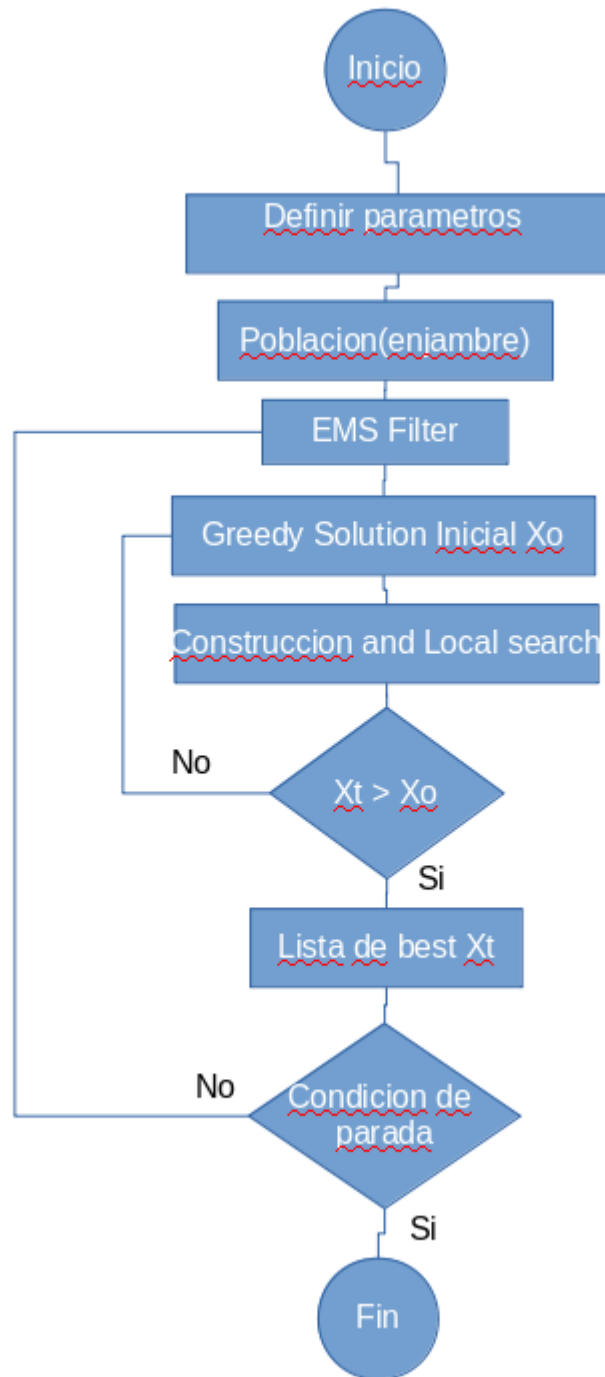 Inicio
Definir parametros
Poblacion(enjambre)
EMS Filter
Greedy Solution Inicial Xo
Construccion and Local search
No
Xt > Xo
Si
Lista de best Xt
No
Condicion de
parada
Si
Fin